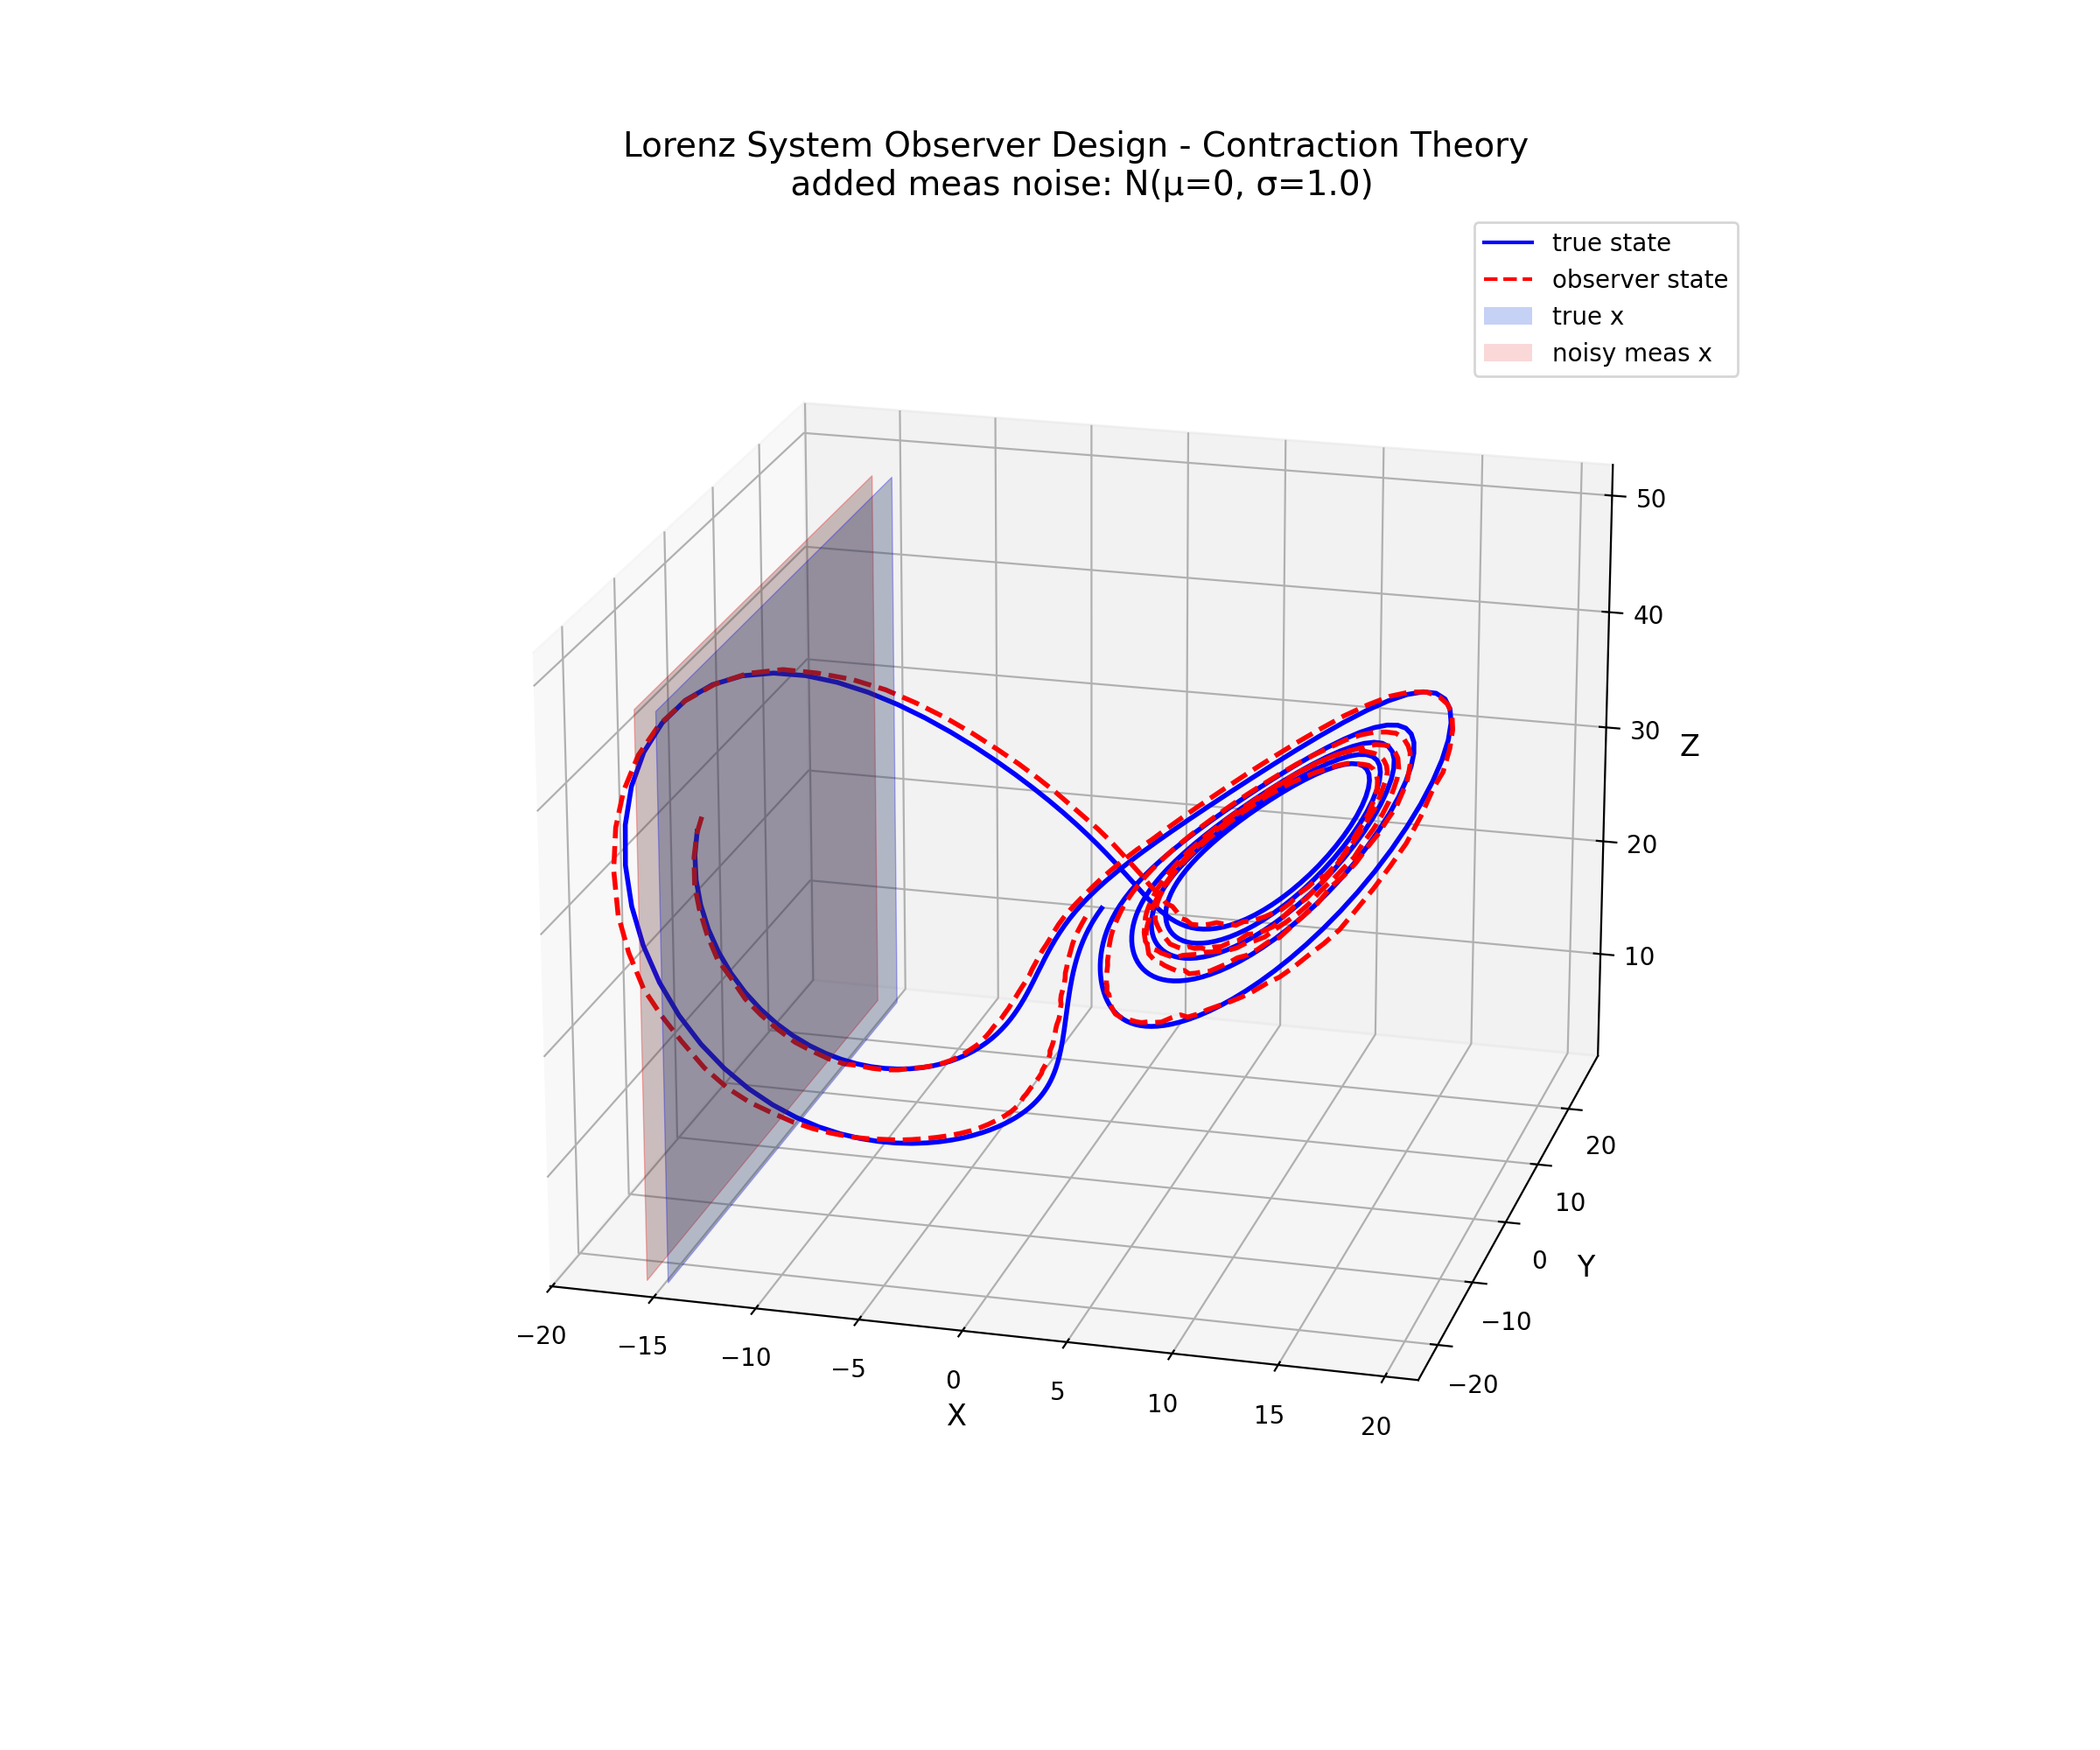 Lorenz System Observer Design - Contraction Theory
added meas noise: N(μ=0, σ=1.0)
true state
observer state
true x
noisy meas x
50
40
30
Z
20
10
20
10
0
Y
−10
−20
−20
−15
−10
−5
0
5
10
15
20
X